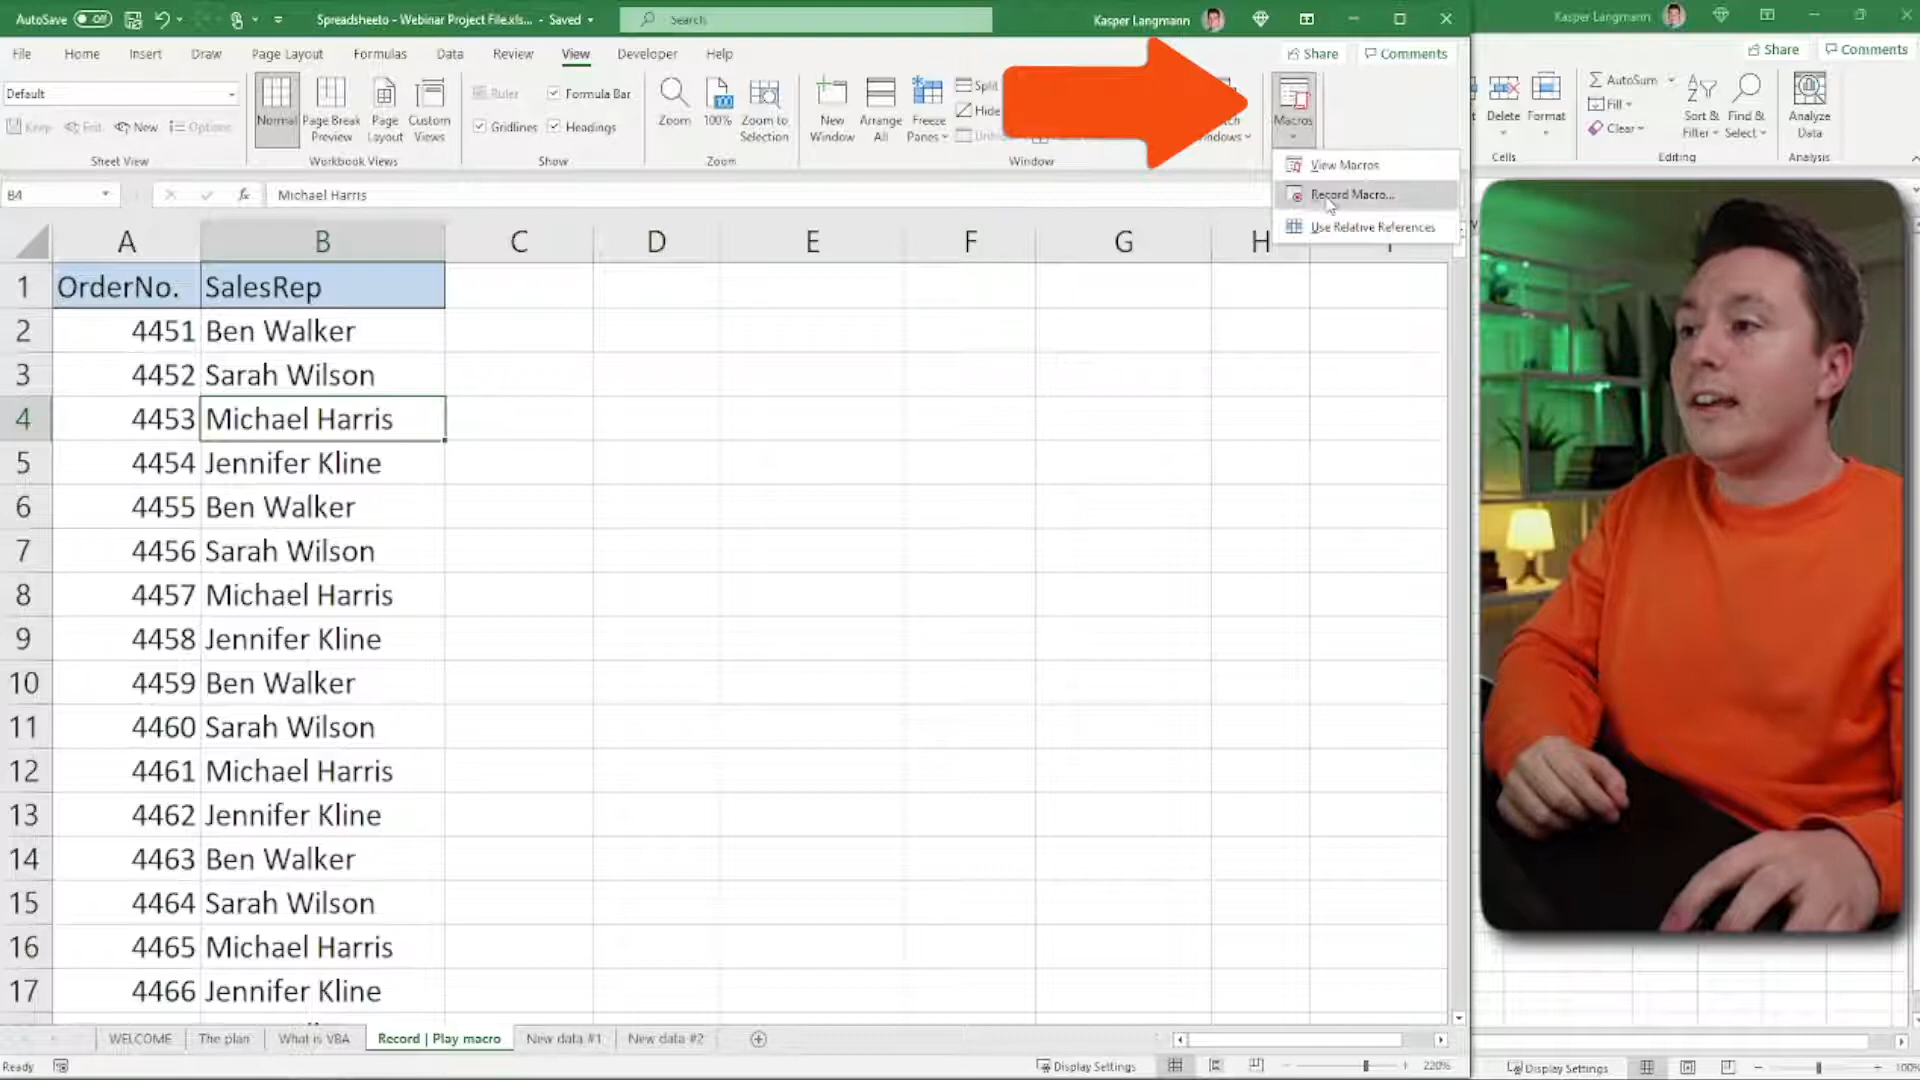 AutoSave Off Spreadsheeto - Webinar Project File.xls... - Saved Search Kasper Langmann
File Home Insert Draw Page Layout Formulas Data Review View Developer Help Share Comments
Default
Keep Exit New Options
Sheet View
Normal Page Break Preview Page Layout Custom Views
Workbook Views
Ruler Formula Bar
Gridlines Headings
Show
Zoom 100% Zoom to Selection
Zoom
New Window Arrange All Freeze Panes Split
Hide
Window
Macros
View Macros
Record Macro...
Use Relative References
B4 fx Michael Harris
A B C D E F G H
1 OrderNo. SalesRep
2 4451 Ben Walker
3 4452 Sarah Wilson
4 4453 Michael Harris
5 4454 Jennifer Kline
6 4455 Ben Walker
7 4456 Sarah Wilson
8 4457 Michael Harris
9 4458 Jennifer Kline
10 4459 Ben Walker
11 4460 Sarah Wilson
12 4461 Michael Harris
13 4462 Jennifer Kline
14 4463 Ben Walker
15 4464 Sarah Wilson
16 4465 Michael Harris
17 4466 Jennifer Kline
WELCOME The plan What is VBA Record | Play macro New data #1 New data #2
Ready Display Settings 220%
Kasper Langmann
Share Comments
Delete Format
Cells
AutoSum
Fill
Clear
Sort & Filter Find & Select
Editing
Analyze Data
Analysis
Display Settings 100%